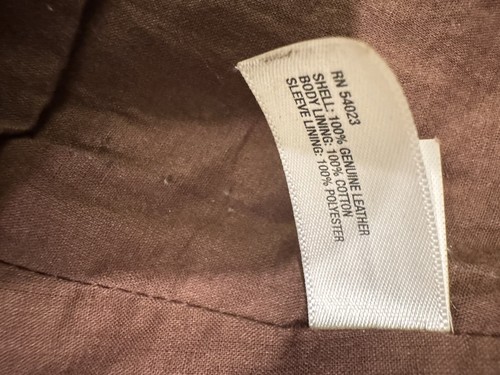 RN 54023
SHELL: 100% GENUINE LEATHER
BODY LINING: 100% COTTON
SLEEVE LINING: 100% POLYESTER